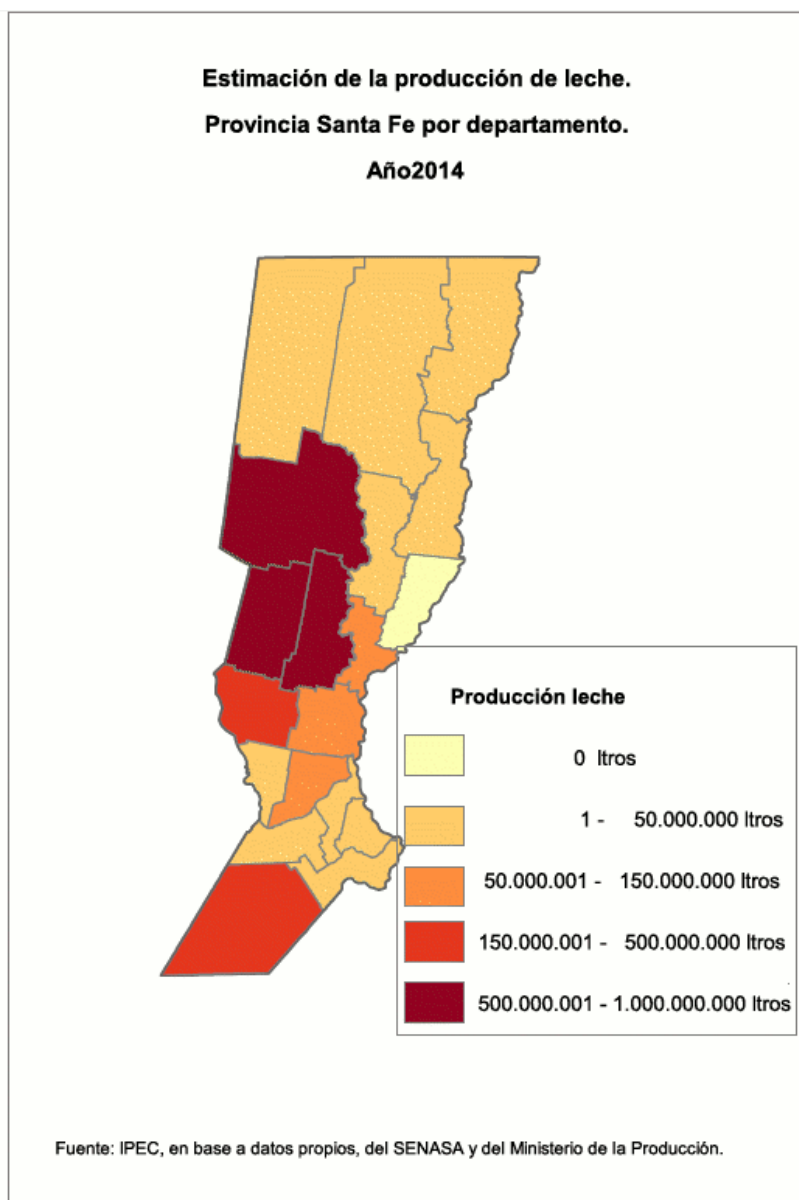 Estimación de la producción de leche.
Provincia Santa Fe por departamento.
Año2014
Producción leche
0 ltros
1 - 50.000.000 ltros
50.000.001 - 150.000.000 ltros
150.000.001 - 500.000.000 ltros
500.000.001 - 1.000.000.000 ltros
Fuente: IPEC, en base a datos propios, del SENASA y del Ministerio de la Producción.